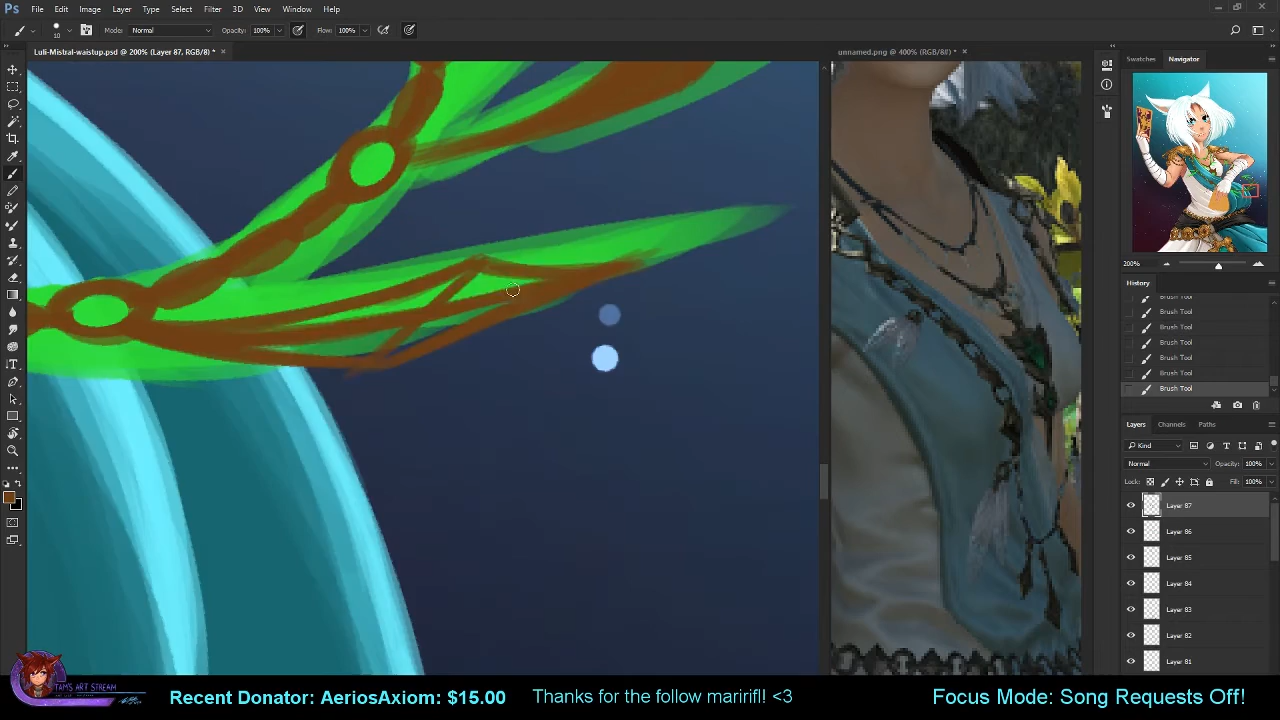 Ps File Edit Image Layer Type Select Filter 3D View Window Help
10 Mode: Normal Opacity: 100% Flow: 100%
Luli-Mistral-waistup.psd @ 200% (Layer 87, RGB/8) *
unnamed.png @ 400% (RGB/8#) *
Swatches Navigator
200%
History
Brush Tool
Brush Tool
Brush Tool
Brush Tool
Brush Tool
Brush Tool
Brush Tool
Layers Channels Paths
Kind
Normal Opacity: 100%
Lock: Fill: 100%
Layer 87
Layer 86
Layer 85
Layer 84
Layer 83
Layer 82
Layer 81
TAM'S ART STREAM
Recent Donator: AeriosAxiom: $15.00
Thanks for the follow maririfl! <3
Focus Mode: Song Requests Off!